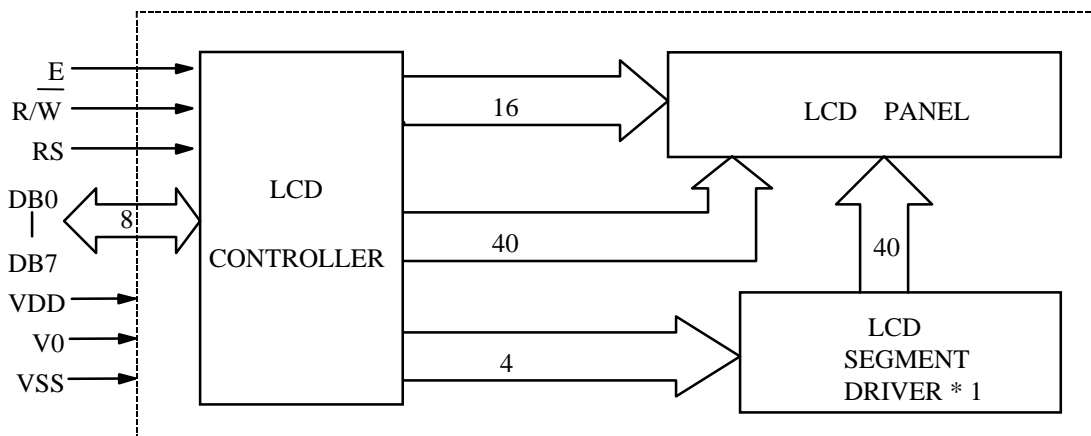 E
R/W
RS
DB0
DB7
VDD
V0
VSS
8
LCD
CONTROLLER
16
40
4
LCD PANEL
40
LCD
SEGMENT
DRIVER * 1